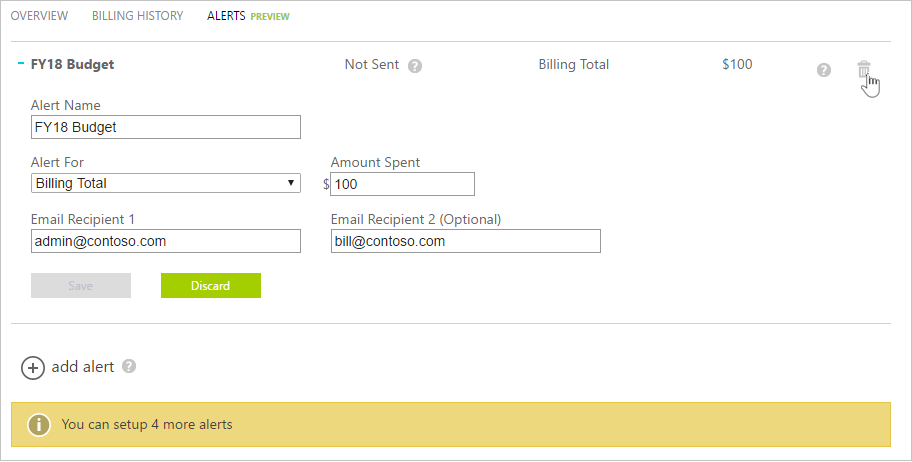 OVERVIEW BILLING HISTORY ALERTS PREVIEW
FY18 Budget Not Sent ? Billing Total $100 ?
Alert Name
FY18 Budget
Alert For Amount Spent
Billing Total $ 100
Email Recipient 1 Email Recipient 2 (Optional)
admin@contoso.com bill@contoso.com
Save Discard
add alert ?
You can setup 4 more alerts